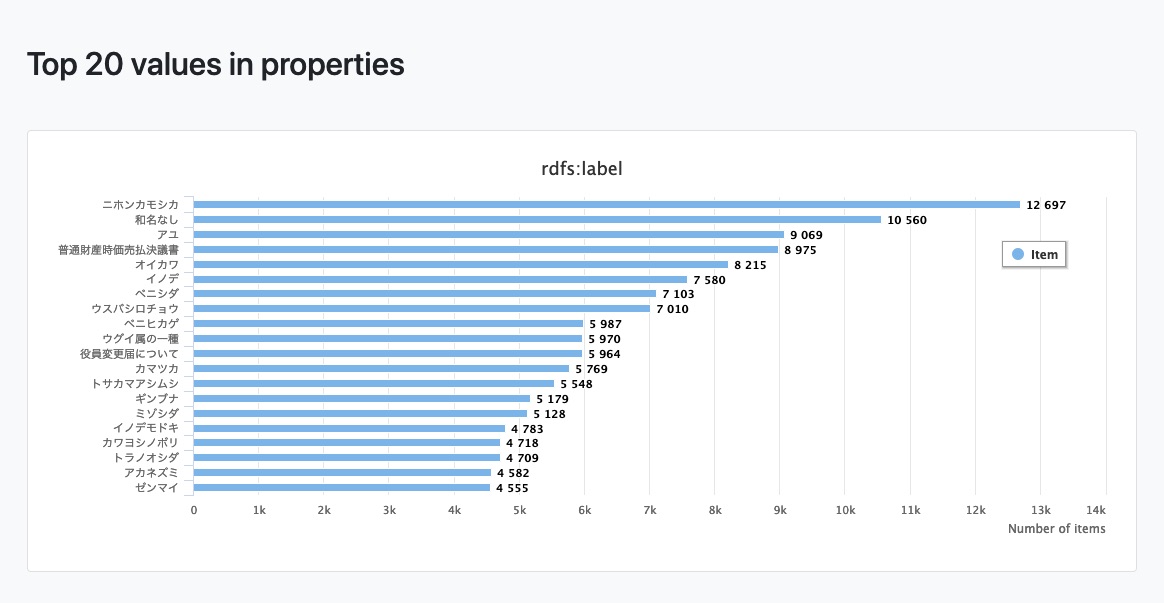 Top 20 values in properties
rdfs:label
ニホンカモシカ 12 697
和名なし 10 560
アユ 9 069
普通財産時価売払決議書 8 975
オイカワ 8 215
イノデ 7 580
ベニシダ 7 103
ウスバシロチョウ 7 010
ベニヒカゲ 5 987
ウグイ属の一種 5 970
役員変更届について 5 964
カマツカ 5 769
トサカマアシムシ 5 548
ギンブナ 5 179
ミゾシダ 5 128
イノデモドキ 4 783
カワヨシノボリ 4 718
トラノオシダ 4 709
アカネズミ 4 582
ゼンマイ 4 555
Item
0 1k 2k 3k 4k 5k 6k 7k 8k 9k 10k 11k 12k 13k 14k
Number of items